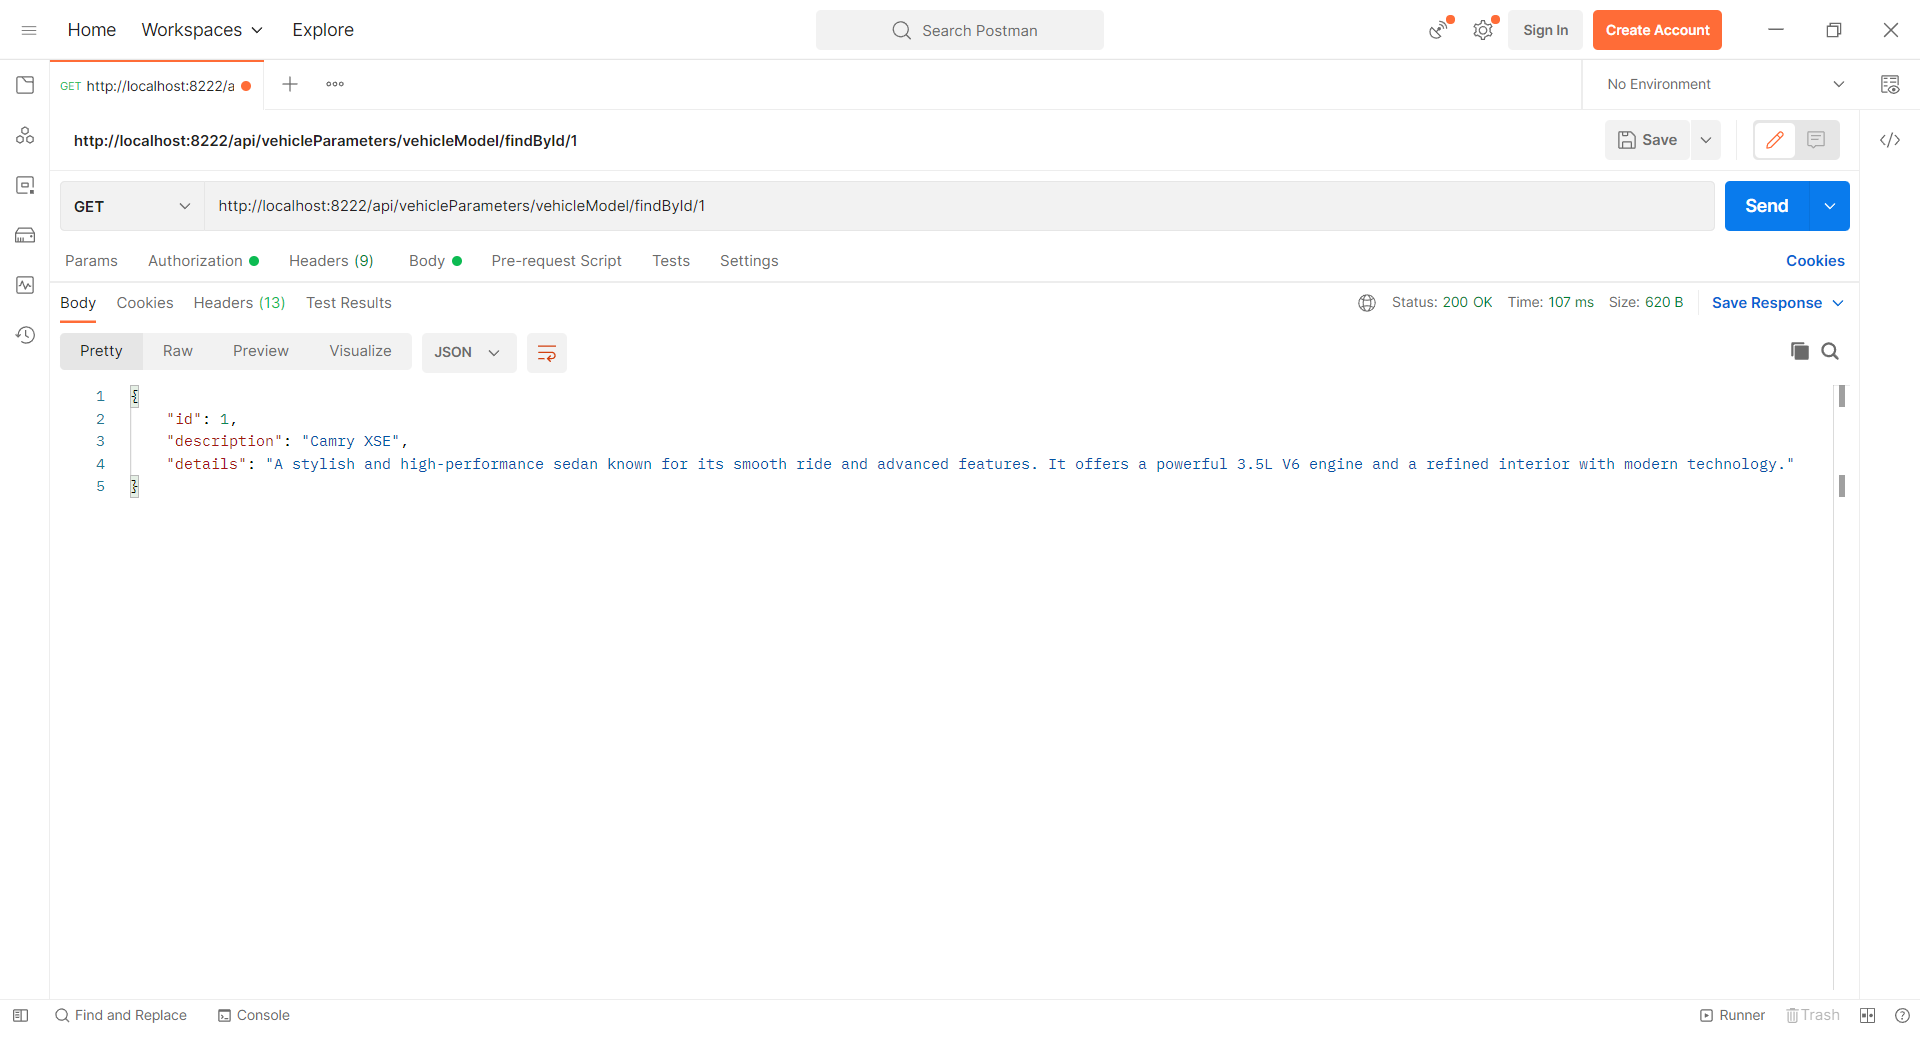 Home Workspaces Explore Search Postman Sign In Create Account
GET http://localhost:8222/a No Environment
http://localhost:8222/api/vehicleParameters/vehicleModel/findById/1 Save
GET http://localhost:8222/api/vehicleParameters/vehicleModel/findById/1 Send
Params Authorization Headers (9) Body Pre-request Script Tests Settings Cookies
Body Cookies Headers (13) Test Results Status: 200 OK Time: 107 ms Size: 620 B Save Response
Pretty Raw Preview Visualize JSON
1 {
2 "id": 1,
3 "description": "Camry XSE",
4 "details": "A stylish and high-performance sedan known for its smooth ride and advanced features. It offers a powerful 3.5L V6 engine and a refined interior with modern technology."
5 }
Find and Replace Console Runner Trash